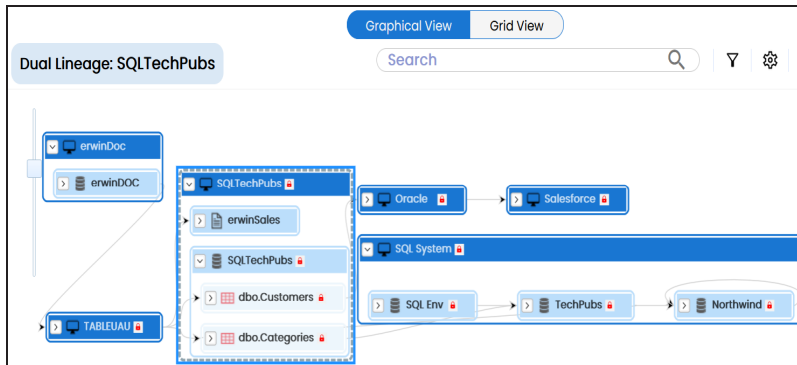 Graphical View
Grid View
Dual Lineage: SQLTechPubs
Search
erwinDoc
erwinDOC
SQLTechPubs
erwinSales
SQLTechPubs
dbo.Customers
dbo.Categories
TABLEUAU
Oracle
Salesforce
SQL System
SQL Env
TechPubs
Northwind